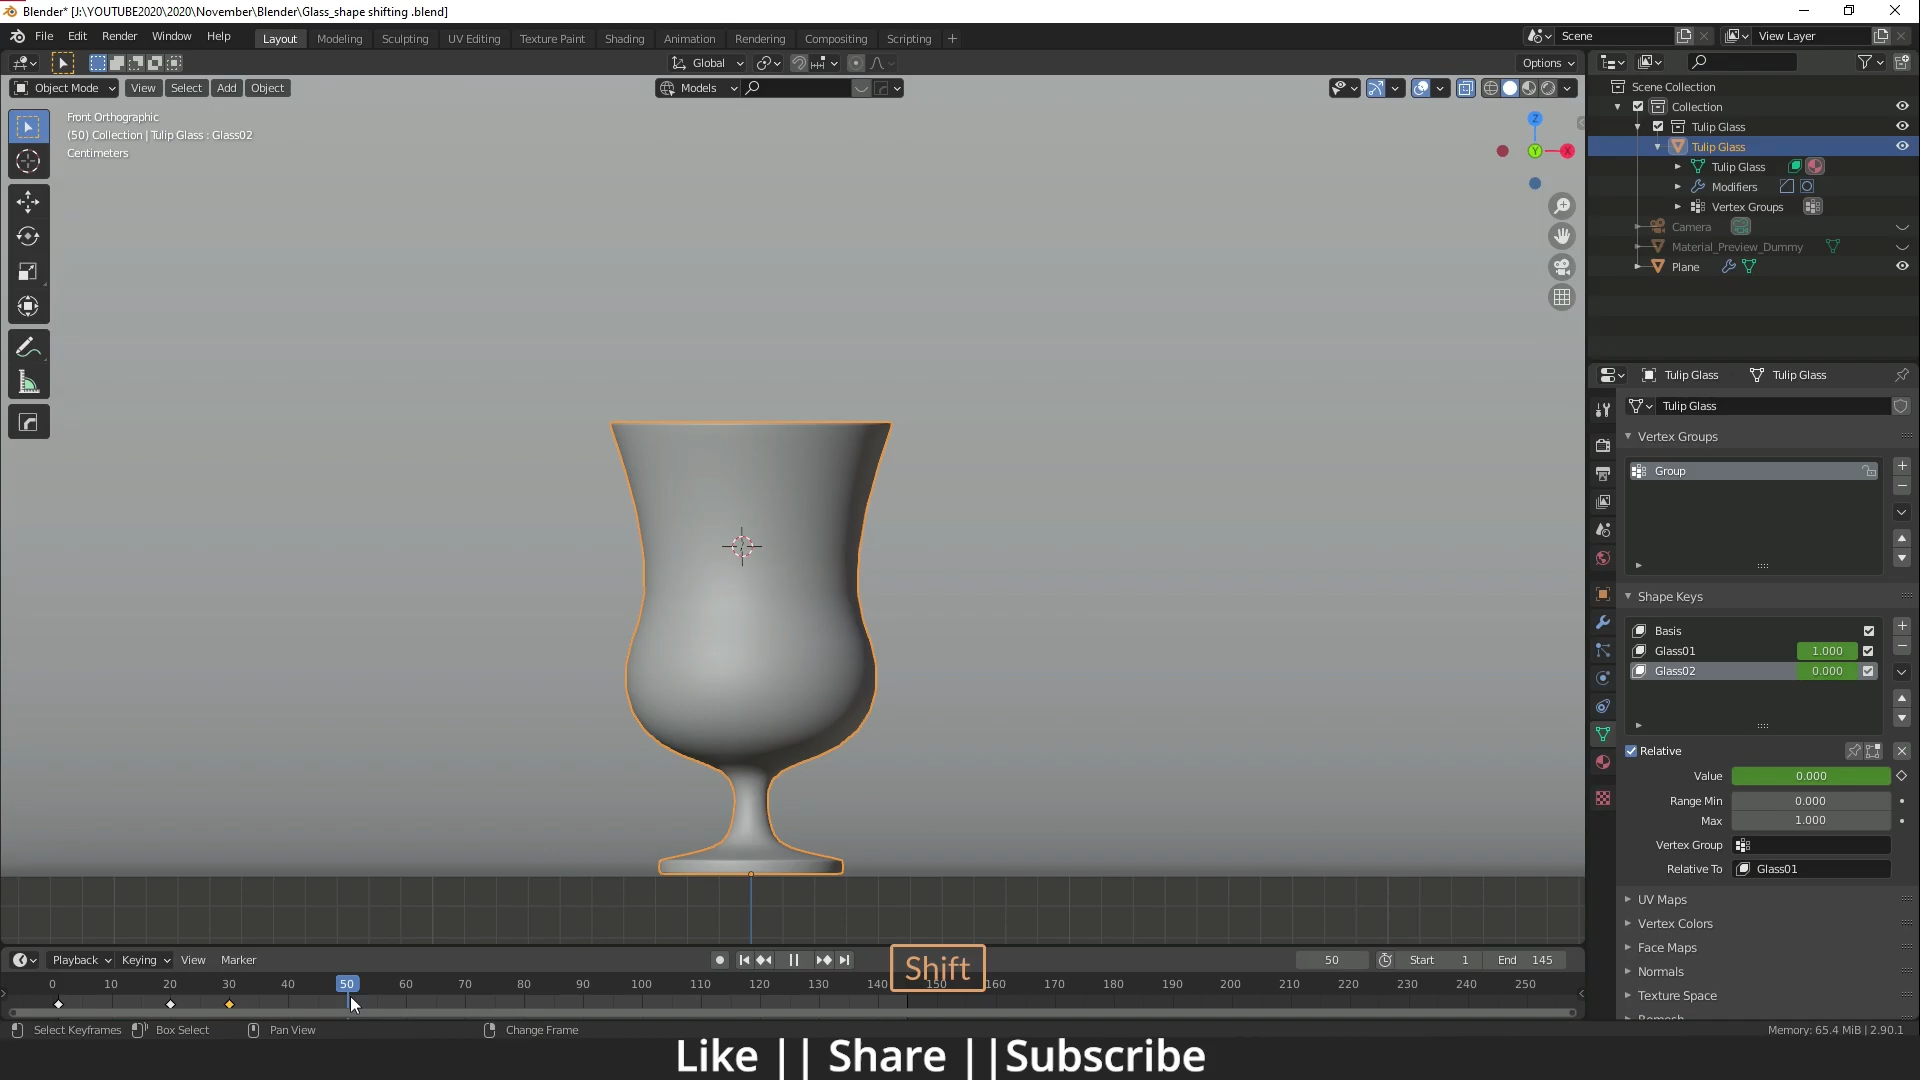 Blender* [J:\YOUTUBE2020\2020\November\Blender\Glass_shape shifting .blend]
File Edit Render Window Help Layout Modeling Sculpting UV Editing Texture Paint Shading Animation Rendering Compositing Scripting + Scene View Layer
Global Options
Object Mode View Select Add Object Models
Front Orthographic
(50) Collection | Tulip Glass : Glass02
Centimeters
Z
Y
X
Scene Collection
Collection
Tulip Glass
Tulip Glass
Tulip Glass
Modifiers
Vertex Groups
Camera
Material_Preview_Dummy
Plane
Tulip Glass Tulip Glass
Tulip Glass
Vertex Groups
Group
Shape Keys
Basis
Glass01 1.000
Glass02 0.000
Relative
Value 0.000
Range Min 0.000
Max 1.000
Vertex Group
Relative To Glass01
UV Maps
Vertex Colors
Face Maps
Normals
Texture Space
Remesh
Playback Keying View Marker 50 Start 1 End 145
Shift
0 10 20 30 40 50 60 70 80 90 100 110 120 130 140 150 160 170 180 190 200 210 220 230 240 250
Select Keyframes Box Select Pan View Change Frame Memory: 65.4 MiB | 2.90.1
Like || Share ||Subscribe